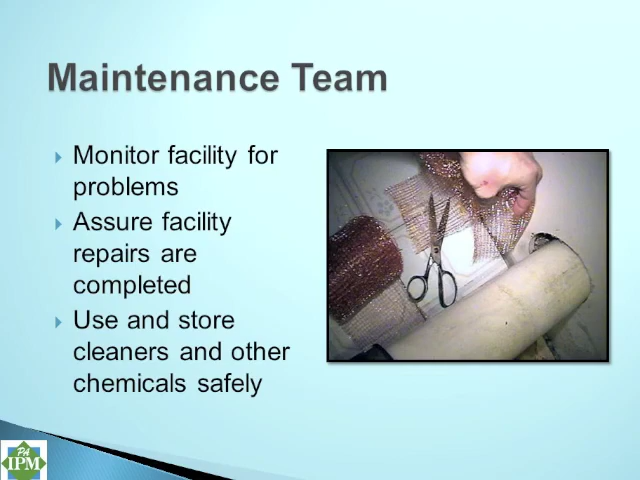 Maintenance Team
Monitor facility for
problems
Assure facility
repairs are
completed
Use and store
cleaners and other
chemicals safely
PA
IPM